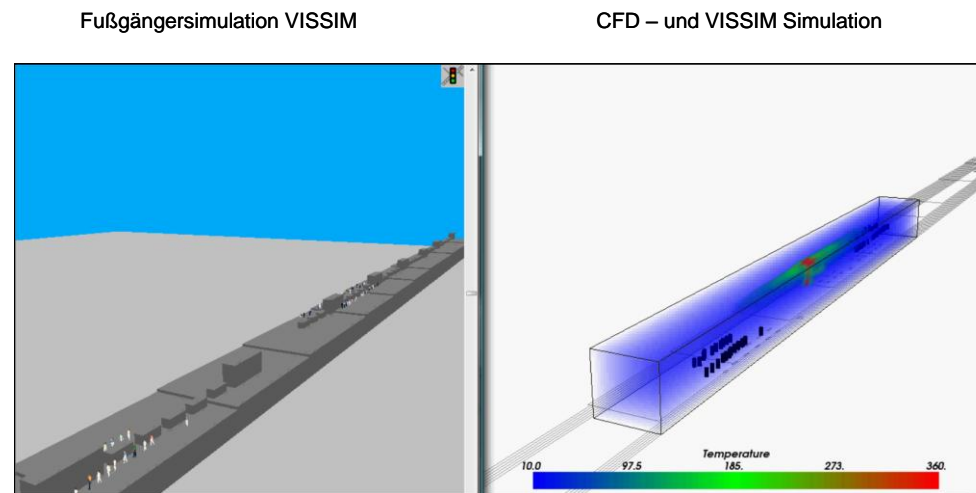 Fußgängersimulation VISSIM
CFD – und VISSIM Simulation
Temperature
10.0 97.5 185. 273. 360.